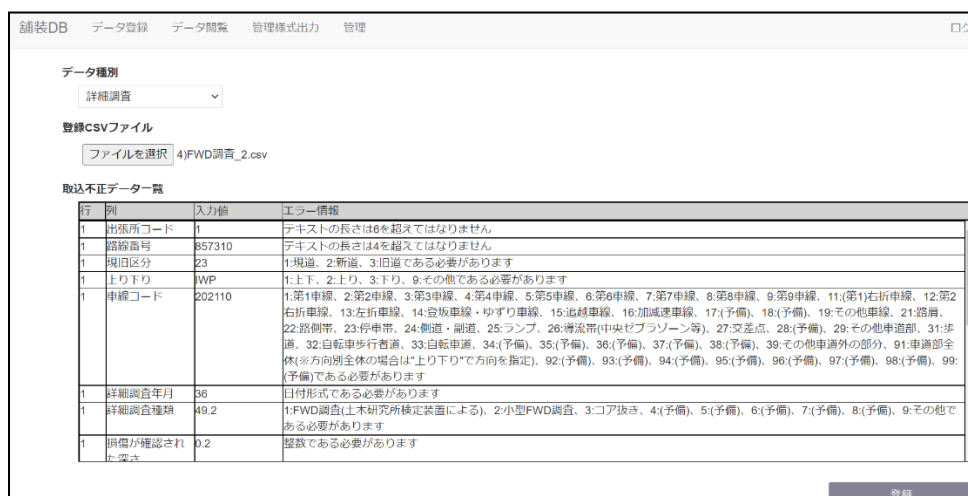 舗装DB データ登録 データ閲覧 管理様式出力 管理 ログ
データ種別
詳細調査
登録CSVファイル
ファイルを選択 4)FWD調査_2.csv
取込不正データ一覧
行 列 入力値 エラー情報
1 出張所コード 1 テキストの長さは6を超えてはなりません
1 路線番号 857310 テキストの長さは4を超えてはなりません
1 現旧区分 23 1:現道、2:新道、3:旧道である必要があります
1 上り下り IWP 1:上下、2:上り、3:下り、9:その他である必要があります
1 車線コード 202110 1:第1車線、2:第2車線、3:第3車線、4:第4車線、5:第5車線、6:第6車線、7:第7車線、8:第8車線、9:第9車線、11:(第1)右折車線、12:第2
右折車線、13:左折車線、14:登坂車線・ゆずり車線、15:追越車線、16:加減速車線、17:(予備)、18:(予備)、19:その他車線、21:路肩、
22:路側帯、23:停車帯、24:側道・副道、25:ランプ、26:導流帯(中央ゼブラゾーン等)、27:交差点、28:(予備)、29:その他車道部、31:歩
道、32:自転車歩行者道、33:自転車道、34:(予備)、35:(予備)、36:(予備)、37:(予備)、38:(予備)、39:その他車道外の部分、91:車道部全
体(※方向別全体の場合は"上り下り"で方向を指定)、92:(予備)、93:(予備)、94:(予備)、95:(予備)、96:(予備)、97:(予備)、98:(予備)、99:
(予備)である必要があります
1 詳細調査年月 36 日付形式である必要があります
1 詳細調査種類 49.2 1:FWD調査(土木研究所検定装置による)、2:小型FWD調査、3:コア抜き、4:(予備)、5:(予備)、6:(予備)、7:(予備)、8:(予備)、9:その他で
ある必要があります
1 損傷が確認され 0.2 整数である必要があります
た深さ
登録